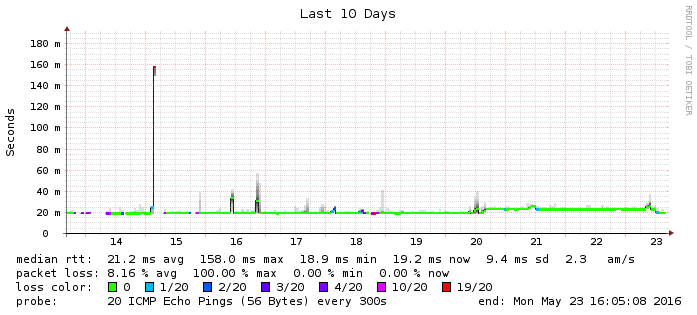 Last 10 Days
RRDTOOL / TOBI OETIKER
Seconds
180 m
160 m
140 m
120 m
100 m
80 m
60 m
40 m
20 m
0
14 15 16 17 18 19 20 21 22 23
median rtt: 21.2 ms avg 158.0 ms max 18.9 ms min 19.2 ms now 9.4 ms sd 2.3 am/s
packet loss: 8.16 % avg 100.00 % max 0.00 % min 0.00 % now
loss color: 0 1/20 2/20 3/20 4/20 10/20 19/20
probe: 20 ICMP Echo Pings (56 Bytes) every 300s end: Mon May 23 16:05:08 2016